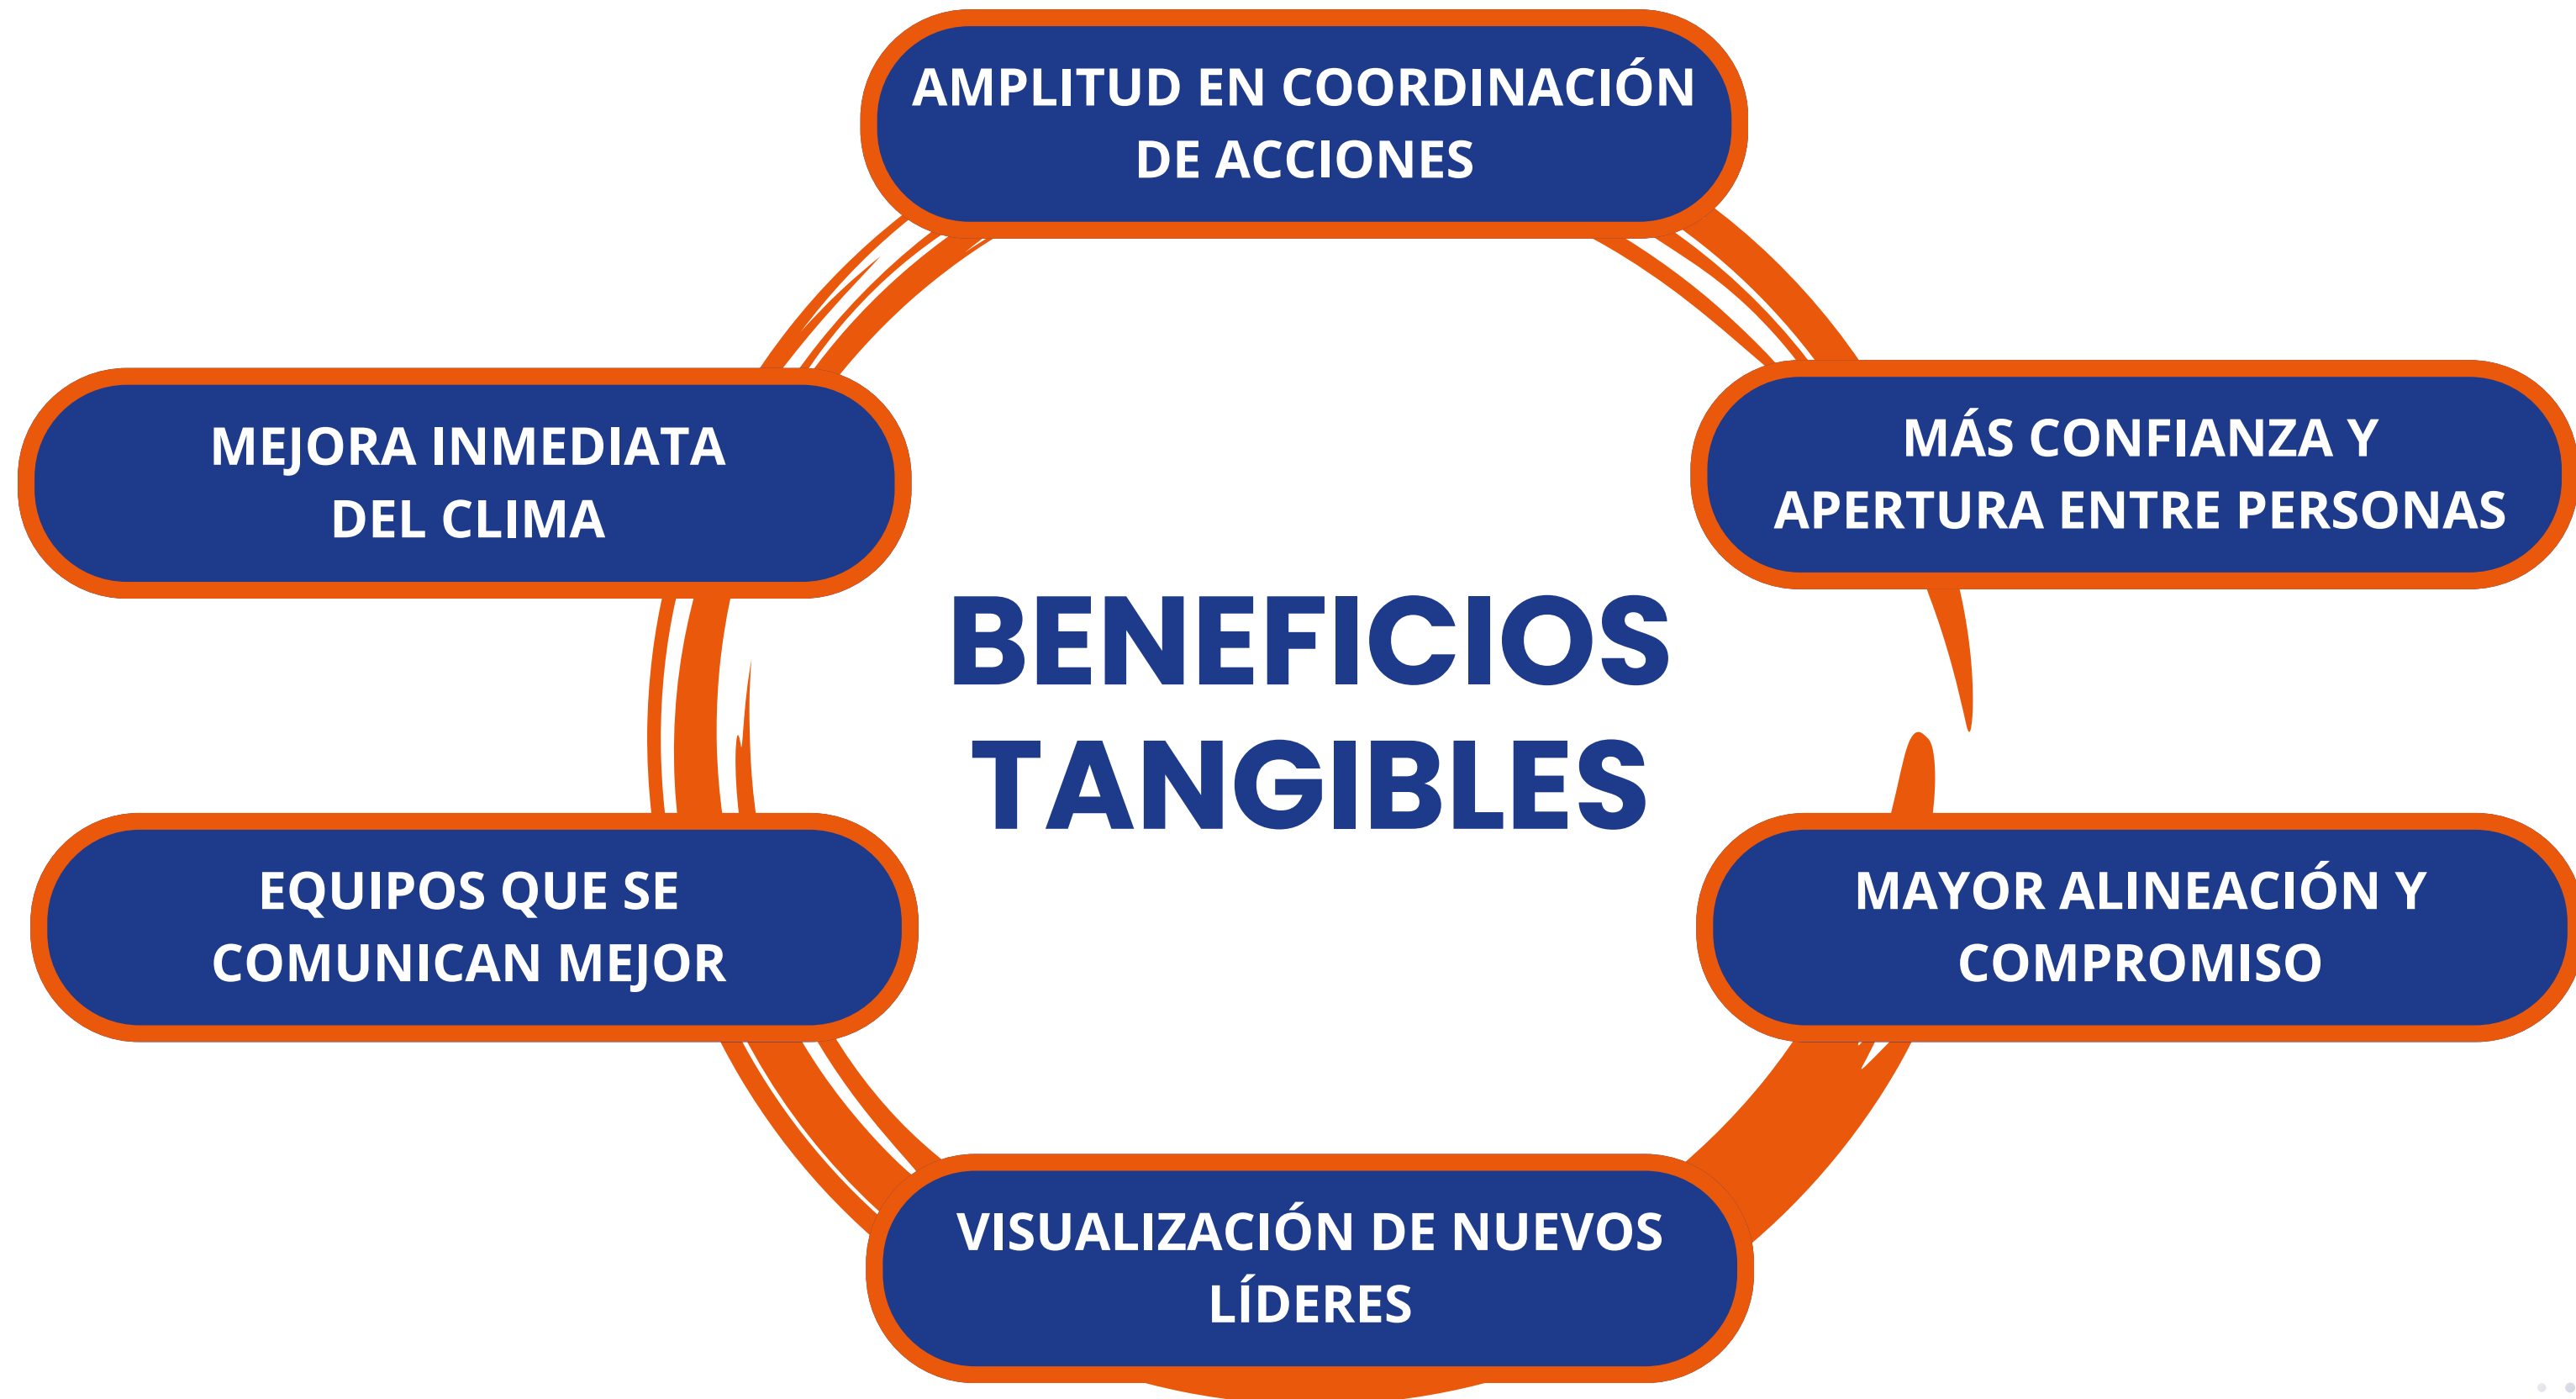 AMPLITUD EN COORDINACIÓN
DE ACCIONES
MEJORA INMEDIATA
DEL CLIMA
MÁS CONFIANZA Y
APERTURA ENTRE PERSONAS
BENEFICIOS
TANGIBLES
EQUIPOS QUE SE
COMUNICAN MEJOR
MAYOR ALINEACIÓN Y
COMPROMISO
VISUALIZACIÓN DE NUEVOS
LÍDERES